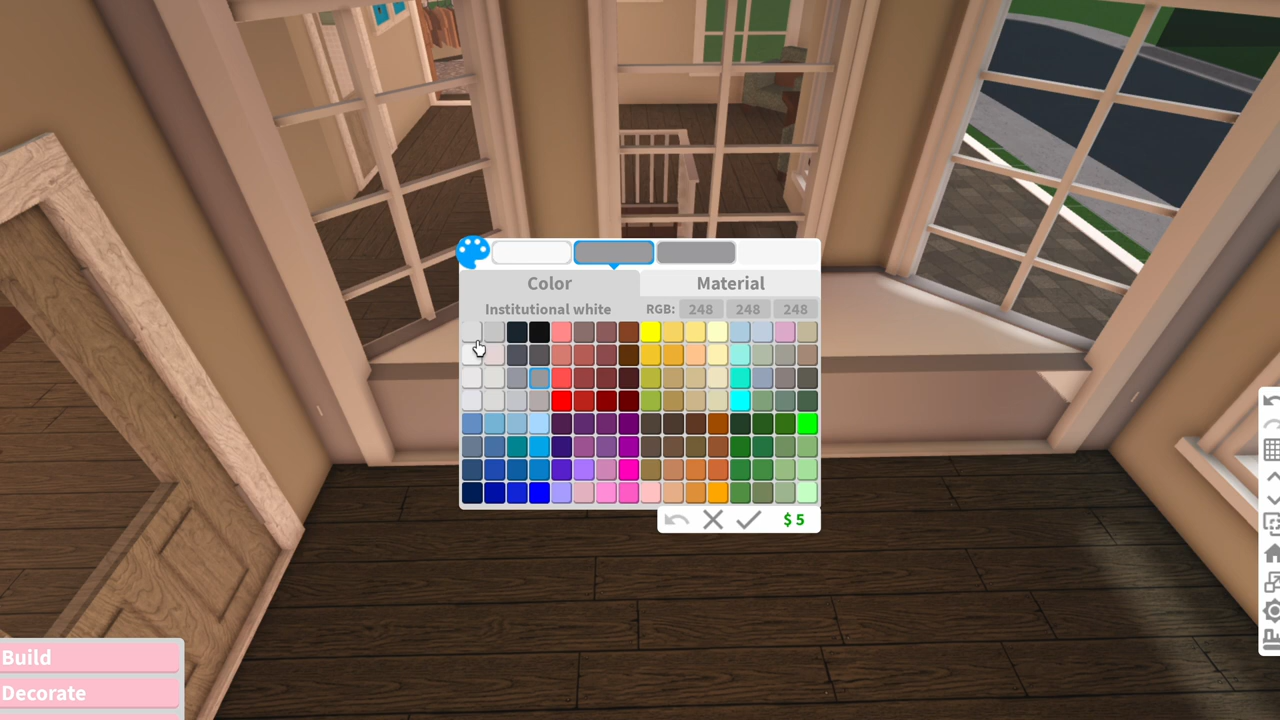 Color
Material
Institutional white
RGB: 248 248 248
$ 5
Build
Decorate